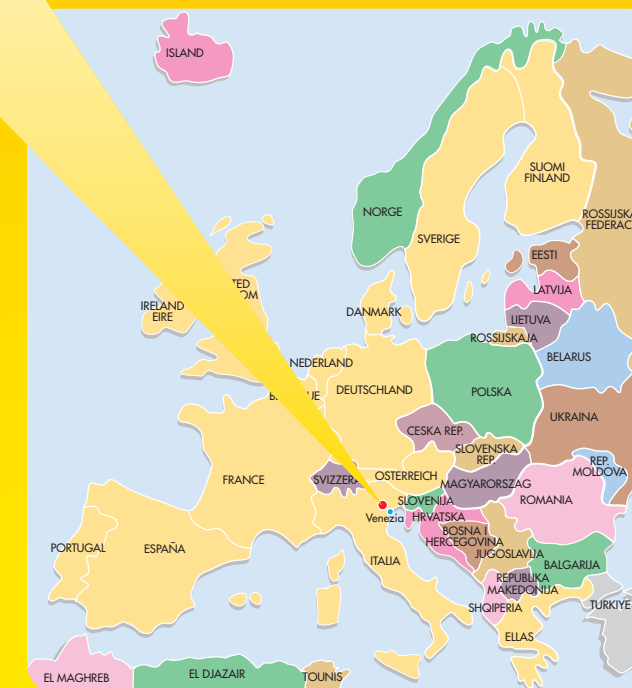 ISLAND
SUOMI
FINLAND
NORGE
ROSSIJSKA
FEDERAC
SVERIGE
EESTI
LATVIJA
IRELAND
EIRE
TED
OM
DANMARK
LIETUVA
ROSSIJSKAJA
BELARUS
NEDERLAND
DEUTSCHLAND
POLSKA
UKRAINA
CESKA REP.
SLOVENSKA
REP.
REP.
MOLDOVA
FRANCE
SVIZZERA
OSTERREICH
MAGYARORSZAG
ROMANIA
SLOVENIJA
Venezia
HRVATSKA
BOSNA I
HERCEGOVINA
JUGOSLAVIJA
PORTUGAL
ESPAÑA
ITALIA
BALGARIJA
REPUBLIKA
MAKEDONIJA
SHQIPERIA
TURKIYE
ELLAS
EL MAGHREB
EL DJAZAIR
TOUNIS